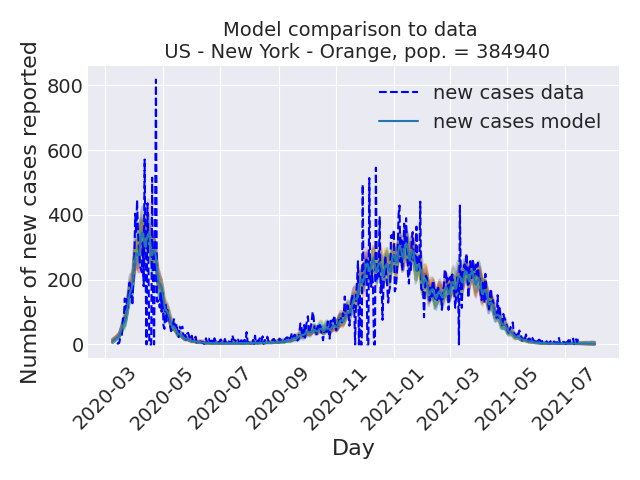 Model comparison to data
US - New York - Orange, pop. = 384940
new cases data
new cases model
Number of new cases reported
800
600
400
200
0
2020-03
2020-05
2020-07
2020-09
2020-11
2021-01
2021-03
2021-05
2021-07
Day